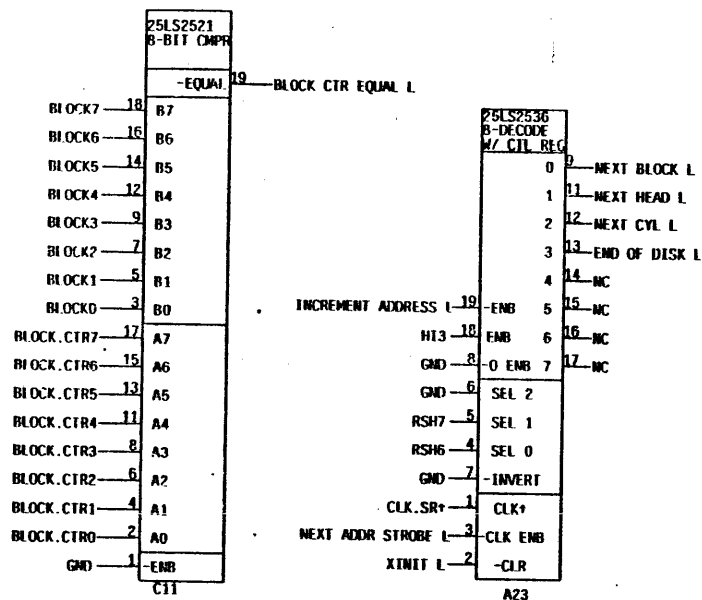 25LS2521
8-BIT CMPR
-EQUAL 19 BLOCK CTR EQUAL L
BLOCK7 18 B7
BLOCK6 16 B6
BLOCK5 14 B5
BLOCK4 12 B4
BLOCK3 9 B3
BLOCK2 7 B2
BLOCK1 5 B1
BLOCK0 3 B0
BLOCK.CTR7 17 A7
BLOCK.CTR6 15 A6
BLOCK.CTR5 13 A5
BLOCK.CTR4 11 A4
BLOCK.CTR3 8 A3
BLOCK.CTR2 6 A2
BLOCK.CTR1 4 A1
BLOCK.CTR0 2 A0
GND 1 -ENB
C11
25LS2536
8-DECODE
W/ CTL REG
0 9 NEXT BLOCK L
1 11 NEXT HEAD L
2 12 NEXT CYL L
3 13 END OF DISK L
4 14 NC
INCREMENT ADDRESS L 19 -ENB 5 15 NC
HI3 18 ENB 6 16 NC
GND 8 -O ENB 7 17 NC
GND 6 SEL 2
RSH7 5 SEL 1
RSH6 4 SEL 0
GND 7 -INVERT
CLK.SR↑ 1 CLK↑
NEXT ADDR STROBE L 3 -CLK ENB
XINIT L 2 -CLR
A23